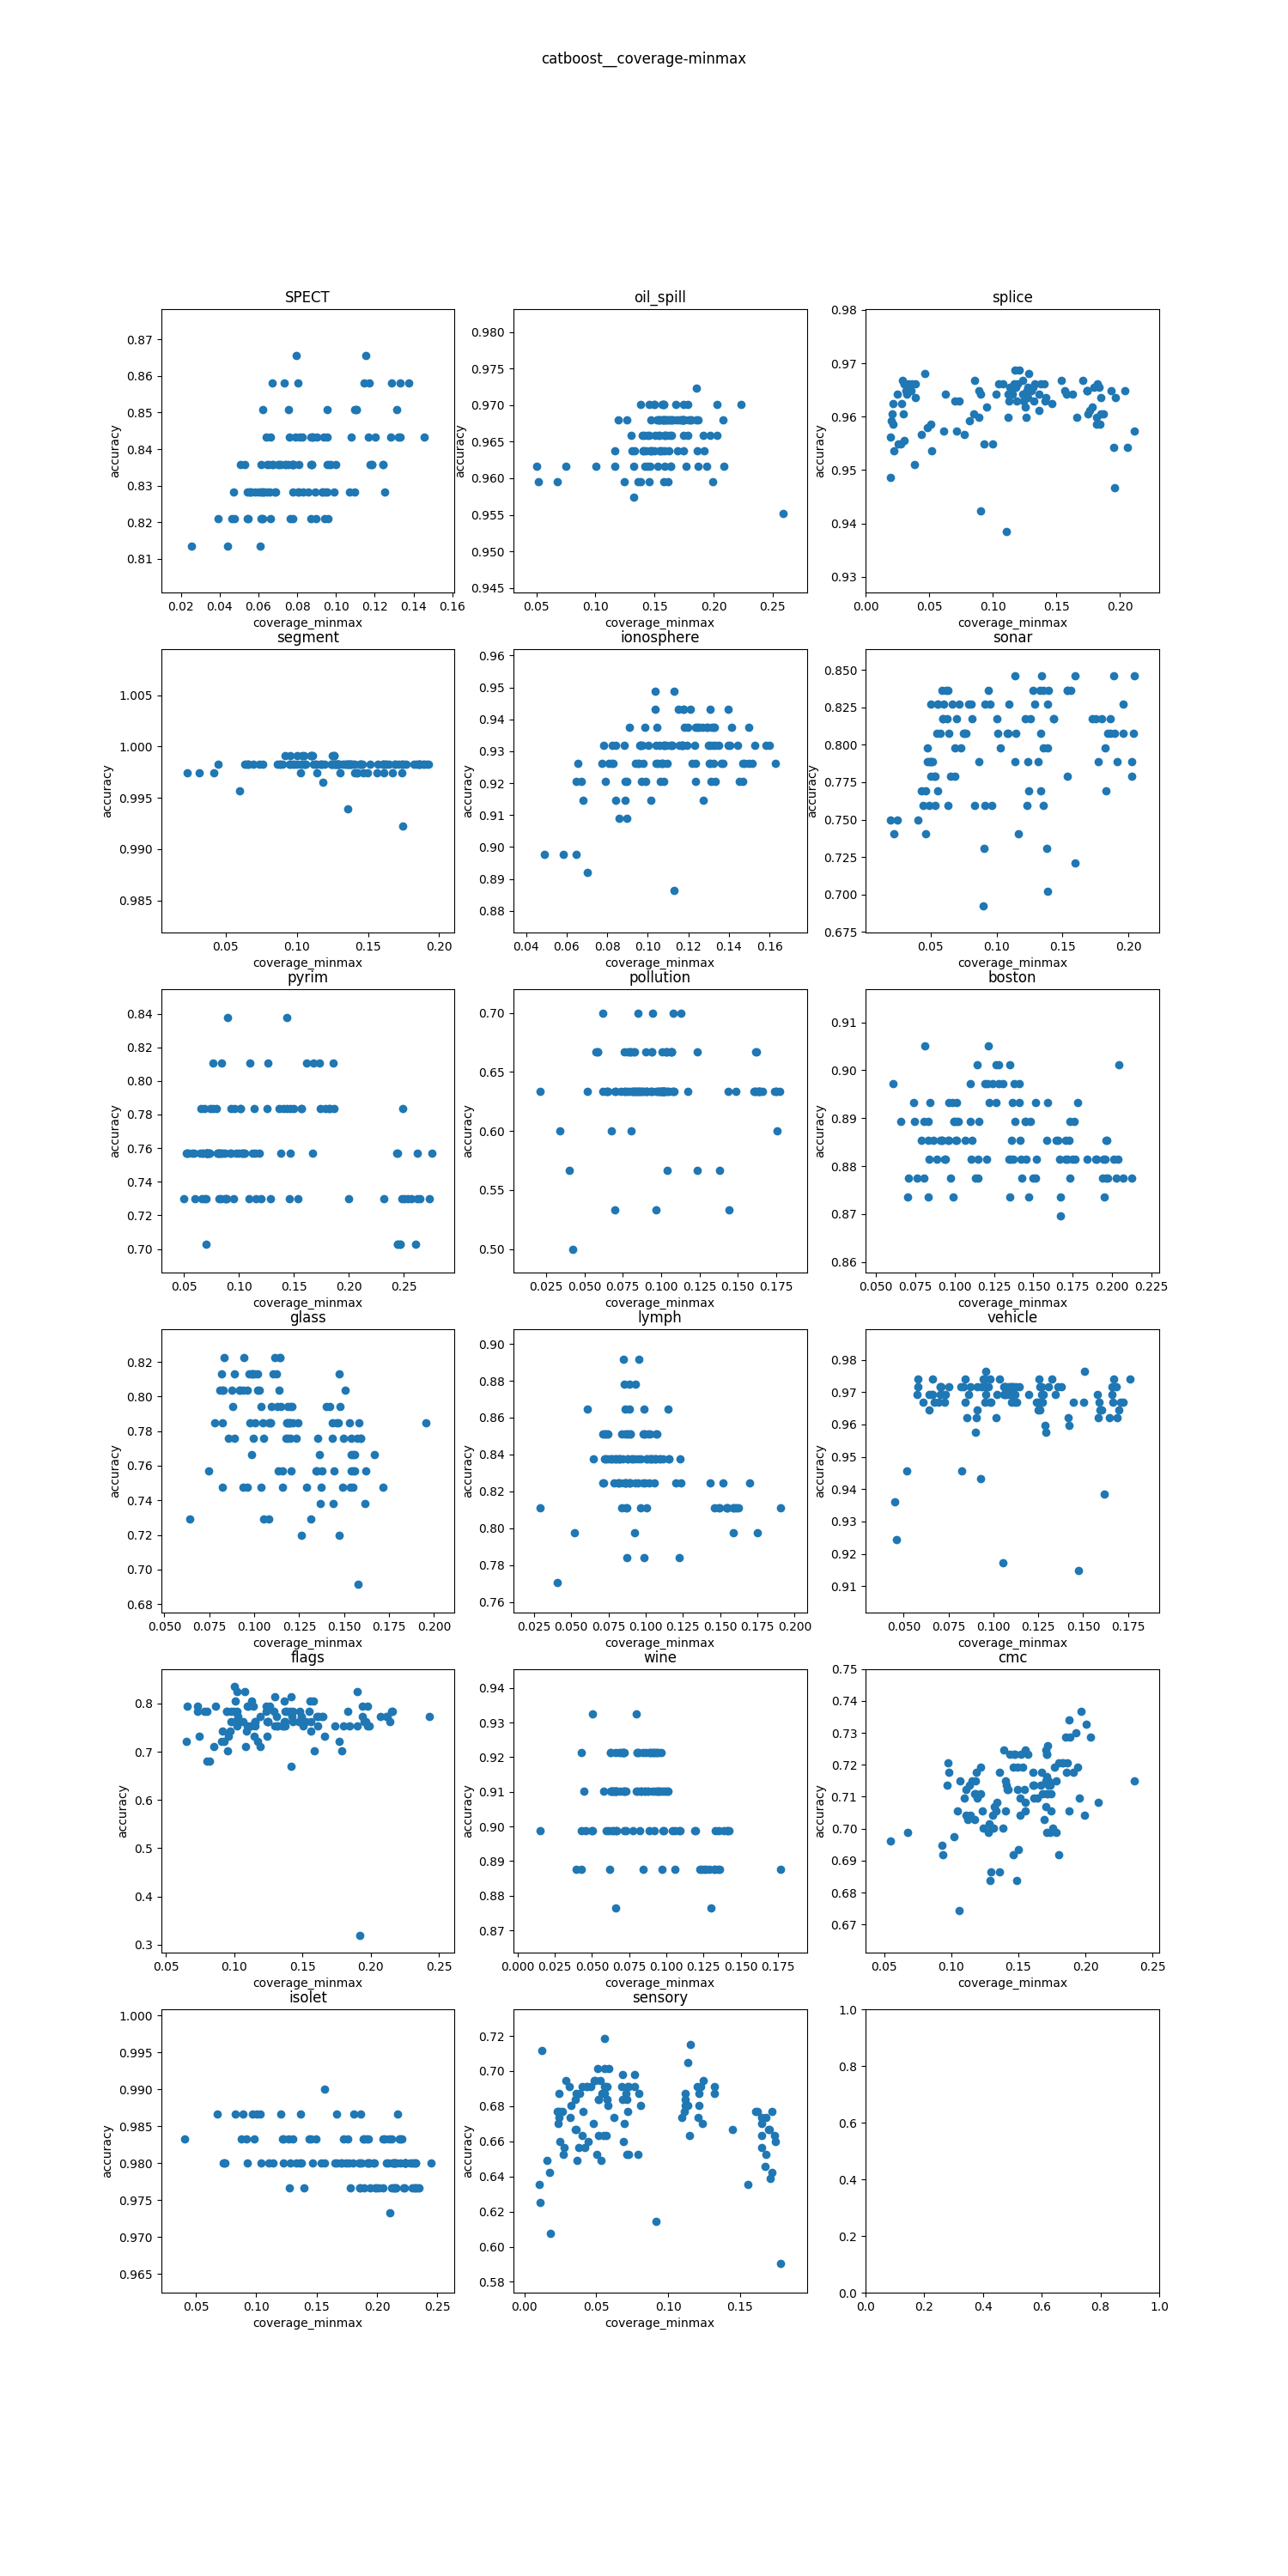 catboost__coverage-minmax
SPECT
0.87
0.86
0.85
0.84
0.83
0.82
0.81
accuracy
0.02 0.04 0.06 0.08 0.10 0.12 0.14 0.16
coverage_minmax
oil_spill
0.980
0.975
0.970
0.965
0.960
0.955
0.950
0.945
accuracy
0.05 0.10 0.15 0.20 0.25
coverage_minmax
splice
0.98
0.97
0.96
0.95
0.94
0.93
accuracy
0.00 0.05 0.10 0.15 0.20
coverage_minmax
segment
1.005
1.000
0.995
0.990
0.985
accuracy
0.05 0.10 0.15 0.20
coverage_minmax
ionosphere
0.96
0.95
0.94
0.93
0.92
0.91
0.90
0.89
0.88
accuracy
0.04 0.06 0.08 0.10 0.12 0.14 0.16
coverage_minmax
sonar
0.850
0.825
0.800
0.775
0.750
0.725
0.700
0.675
accuracy
0.05 0.10 0.15 0.20
coverage_minmax
pyrim
0.84
0.82
0.80
0.78
0.76
0.74
0.72
0.70
accuracy
0.05 0.10 0.15 0.20 0.25
coverage_minmax
pollution
0.70
0.65
0.60
0.55
0.50
accuracy
0.025 0.050 0.075 0.100 0.125 0.150 0.175
coverage_minmax
boston
0.91
0.90
0.89
0.88
0.87
0.86
accuracy
0.050 0.075 0.100 0.125 0.150 0.175 0.200 0.225
coverage_minmax
glass
0.82
0.80
0.78
0.76
0.74
0.72
0.70
0.68
accuracy
0.050 0.075 0.100 0.125 0.150 0.175 0.200
coverage_minmax
lymph
0.90
0.88
0.86
0.84
0.82
0.80
0.78
0.76
accuracy
0.025 0.050 0.075 0.100 0.125 0.150 0.175 0.200
coverage_minmax
vehicle
0.98
0.97
0.96
0.95
0.94
0.93
0.92
0.91
accuracy
0.050 0.075 0.100 0.125 0.150 0.175
coverage_minmax
flags
0.8
0.7
0.6
0.5
0.4
0.3
accuracy
0.05 0.10 0.15 0.20 0.25
coverage_minmax
wine
0.94
0.93
0.92
0.91
0.90
0.89
0.88
0.87
accuracy
0.000 0.025 0.050 0.075 0.100 0.125 0.150 0.175
coverage_minmax
cmc
0.75
0.74
0.73
0.72
0.71
0.70
0.69
0.68
0.67
accuracy
0.05 0.10 0.15 0.20 0.25
coverage_minmax
isolet
1.000
0.995
0.990
0.985
0.980
0.975
0.970
0.965
accuracy
0.05 0.10 0.15 0.20 0.25
coverage_minmax
sensory
0.72
0.70
0.68
0.66
0.64
0.62
0.60
0.58
accuracy
0.00 0.05 0.10 0.15
coverage_minmax
1.0
0.8
0.6
0.4
0.2
0.0
0.0 0.2 0.4 0.6 0.8 1.0